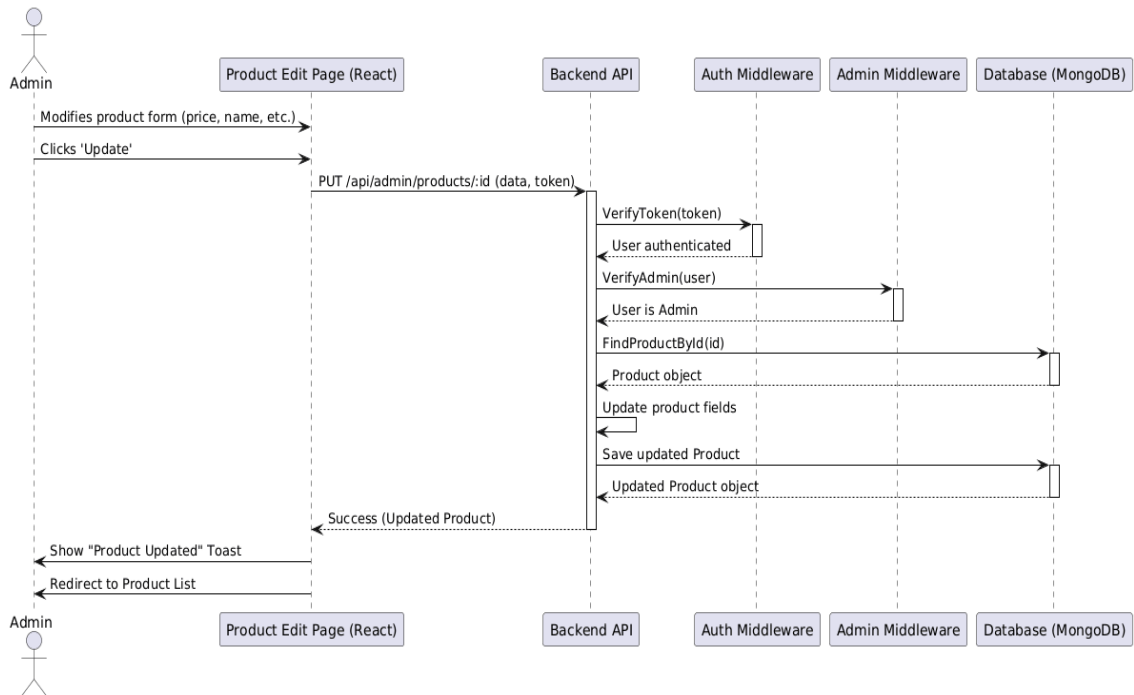 Admin
Product Edit Page (React)
Backend API
Auth Middleware
Admin Middleware
Database (MongoDB)
Modifies product form (price, name, etc.)
Clicks 'Update'
PUT /api/admin/products/:id (data, token)
VerifyToken(token)
User authenticated
VerifyAdmin(user)
User is Admin
FindProductById(id)
Product object
Update product fields
Save updated Product
Updated Product object
Success (Updated Product)
Show "Product Updated" Toast
Redirect to Product List
Admin
Product Edit Page (React)
Backend API
Auth Middleware
Admin Middleware
Database (MongoDB)